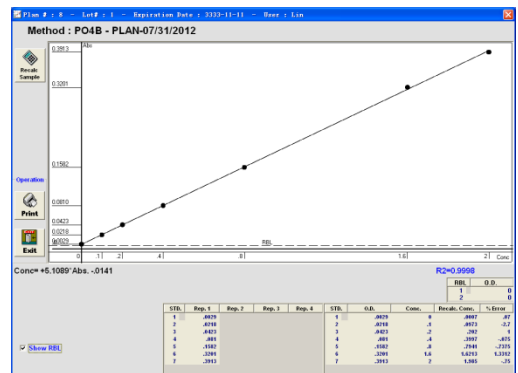 Plan # : 8 - Lot# : 1 - Expiration Date : 3333-11-11 - User : Lin
Method : PO4B - PLAN-07/31/2012
Recalc
Sample
Operation
Print
Exit
Abs
0.3913
0.3201
0.1582
0.0810
0.0423
0.0218
0.0029
RBL
0 .1 .2 .4 .8 1.6 2 Conc
Conc= +5.1089*Abs. -.0141
R2=0.9998
RBL O.D.
1 0
2 0
STD. Rep. 1 Rep. 2 Rep. 3 Rep. 4 STD. O.D. Conc. Recalc. Conc. % Error
1 .0029 1 .0029 0 .0007 .07
2 .0218 2 .0218 .1 .0973 -2.7
3 .0423 3 .0423 .2 .202 1
4 .081 4 .081 .4 .3997 -.075
5 .1582 5 .1582 .8 .7941 -.7375
6 .3201 6 .3201 1.6 1.6213 1.3312
7 .3913 7 .3913 2 1.985 -.75
Show RBL